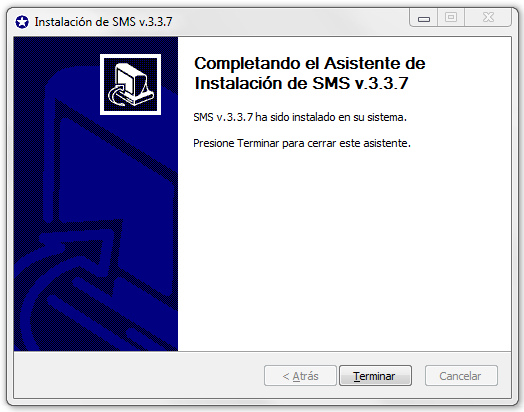 Instalación de SMS v.3.3.7
Completando el Asistente de
Instalación de SMS v.3.3.7
SMS v.3.3.7 ha sido instalado en su sistema.
Presione Terminar para cerrar este asistente.
< Atrás
Terminar
Cancelar